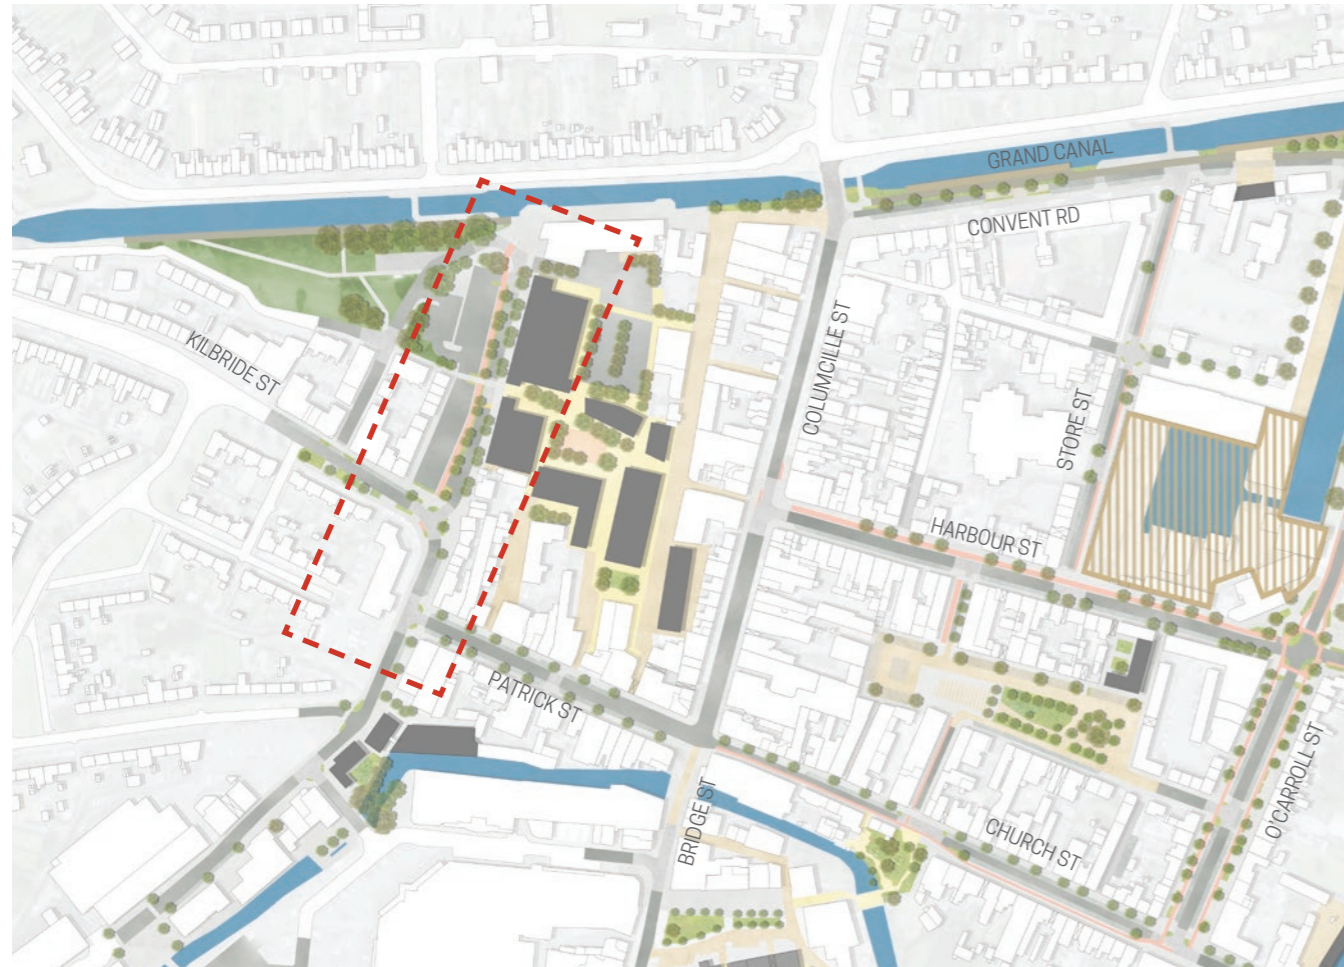 GRAND CANAL
CONVENT RD
KILBRIDE ST
COLUMCILLE ST
STORE ST
HARBOUR ST
PATRICK ST
BRIDGE ST
CHURCH ST
O'CARROLL ST